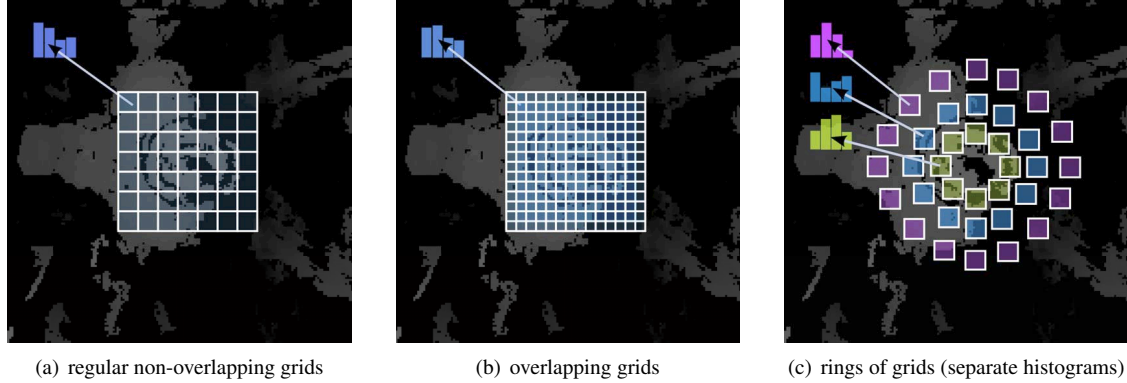 (a) regular non-overlapping grids
(b) overlapping grids
(c) rings of grids (separate histograms)